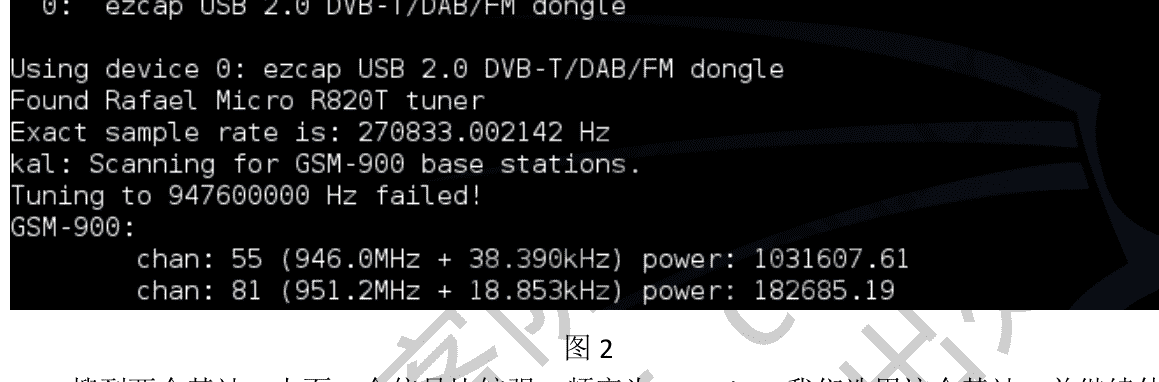 0: ezcap USB 2.0 DVB-T/DAB/FM dongle
Using device 0: ezcap USB 2.0 DVB-T/DAB/FM dongle
Found Rafael Micro R820T tuner
Exact sample rate is: 270833.002142 Hz
kal: Scanning for GSM-900 base stations.
Tuning to 947600000 Hz failed!
GSM-900:
chan: 55 (946.0MHz + 38.390kHz) power: 1031607.61
chan: 81 (951.2MHz + 18.853kHz) power: 182685.19
图 2